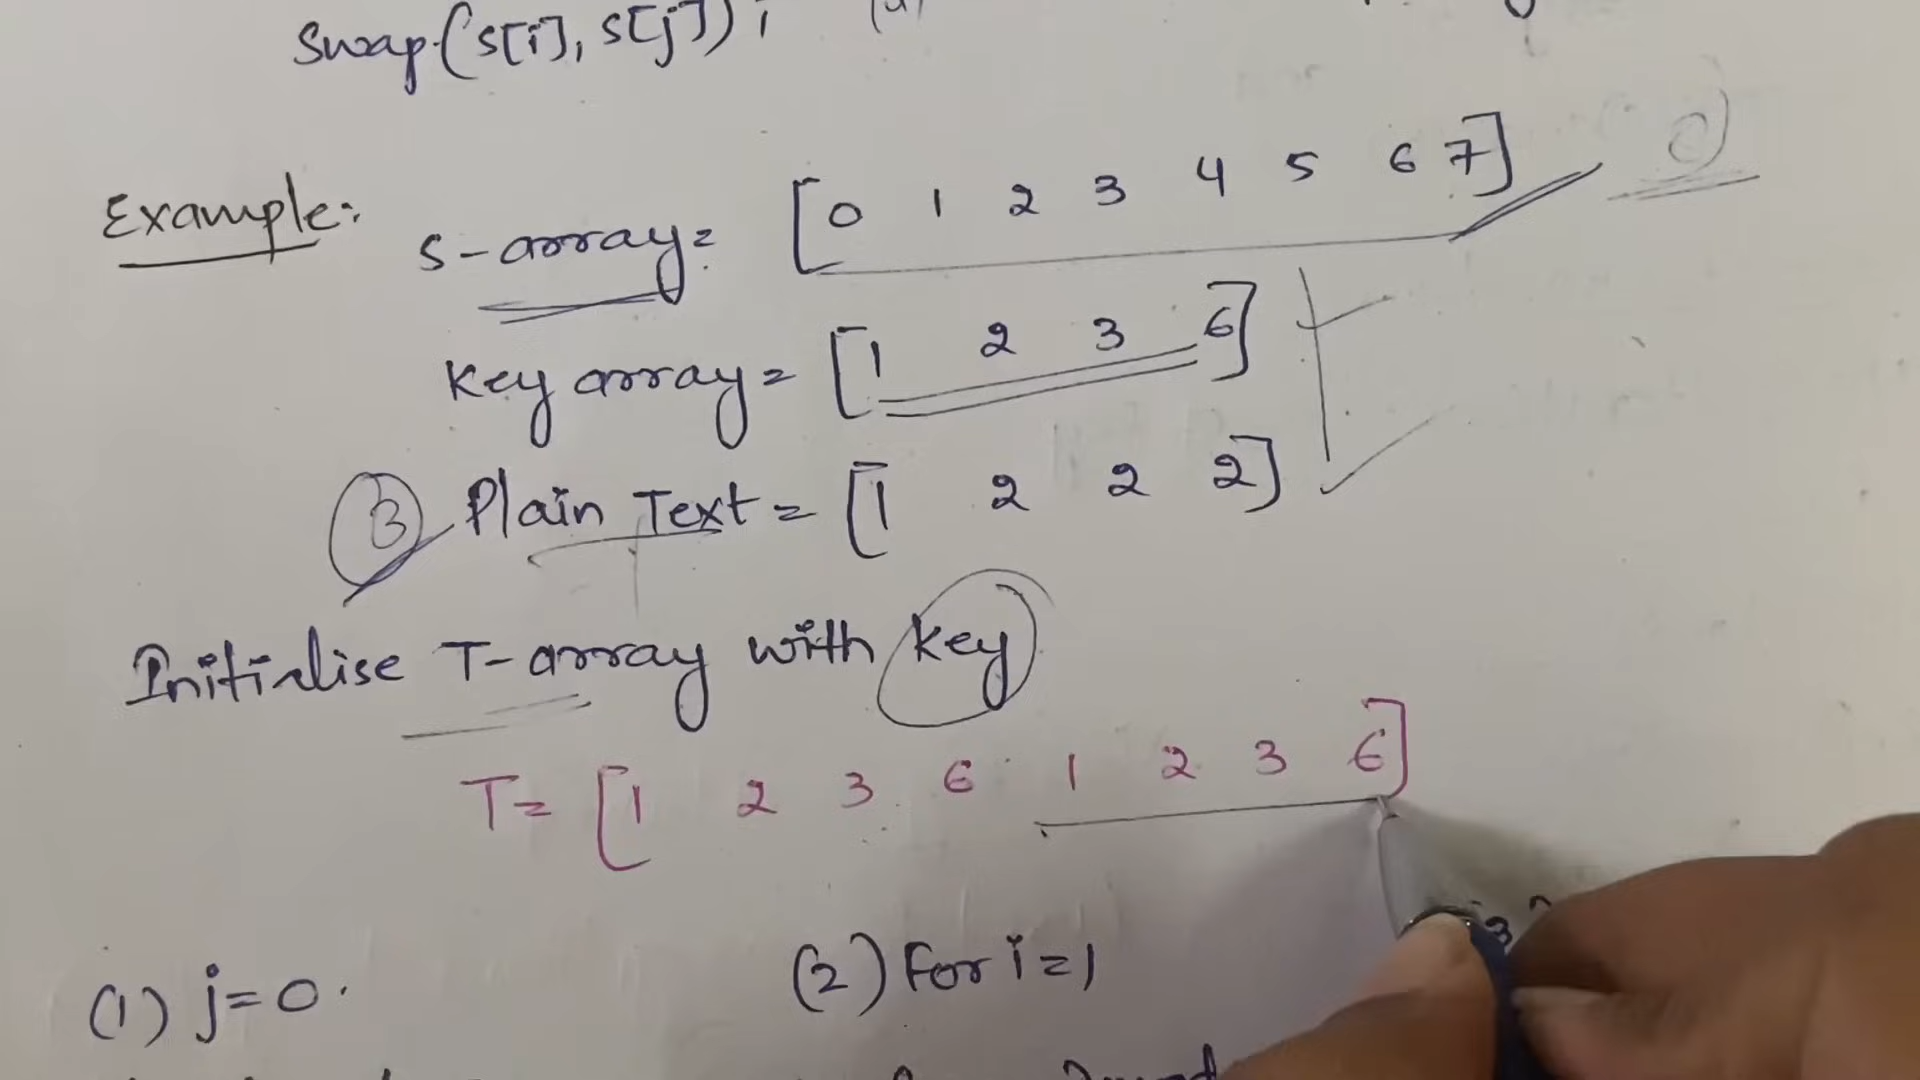 Swap(S[i], S[j]);
Example:
S-array= [0 1 2 3 4 5 6 7]
Key array= [1 2 3 6]
3 Plain Text= [1 2 2 2]
Initialise T-array with Key
T= [1 2 3 6 1 2 3 6]
(1) j=0.
(2) For i=1